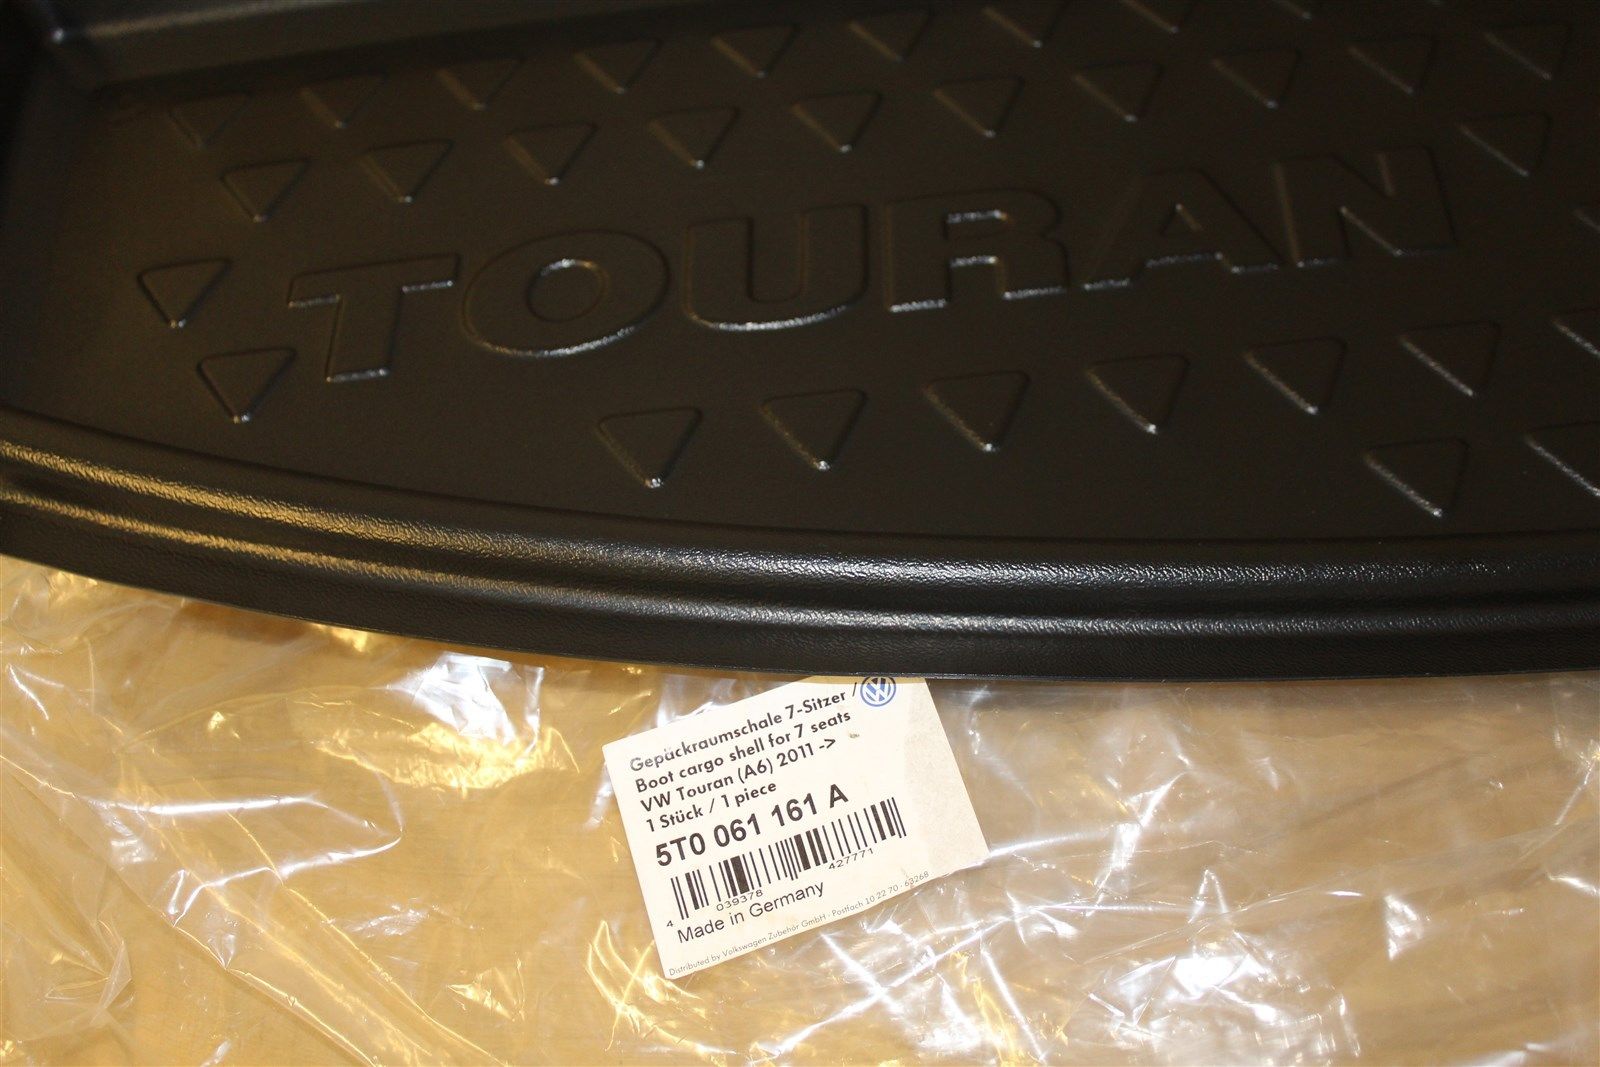 TOURAN
Gepäckraumschale 7-Sitzer /
Boot cargo shell for 7 seats
VW Touran (A6) 2011 ->
1 Stück / 1 piece
5T0 061 161 A
4 039378 427771
Made in Germany
Distributed by Volkswagen Zubehör GmbH · Postfach 10 22 70 · 63268